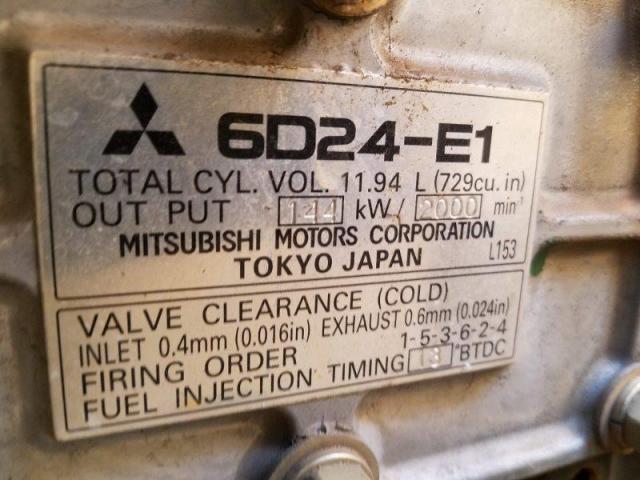 6D24-E1
TOTAL CYL. VOL. 11.94 L (729cu.in)
OUT PUT 144 kW/ 2000 min⁻¹
MITSUBISHI MOTORS CORPORATION
TOKYO JAPAN L153
VALVE CLEARANCE (COLD)
INLET 0.4mm (0.016in) EXHAUST 0.6mm (0.024in)
FIRING ORDER 1-5-3-6-2-4
FUEL INJECTION TIMING 13 °BTDC